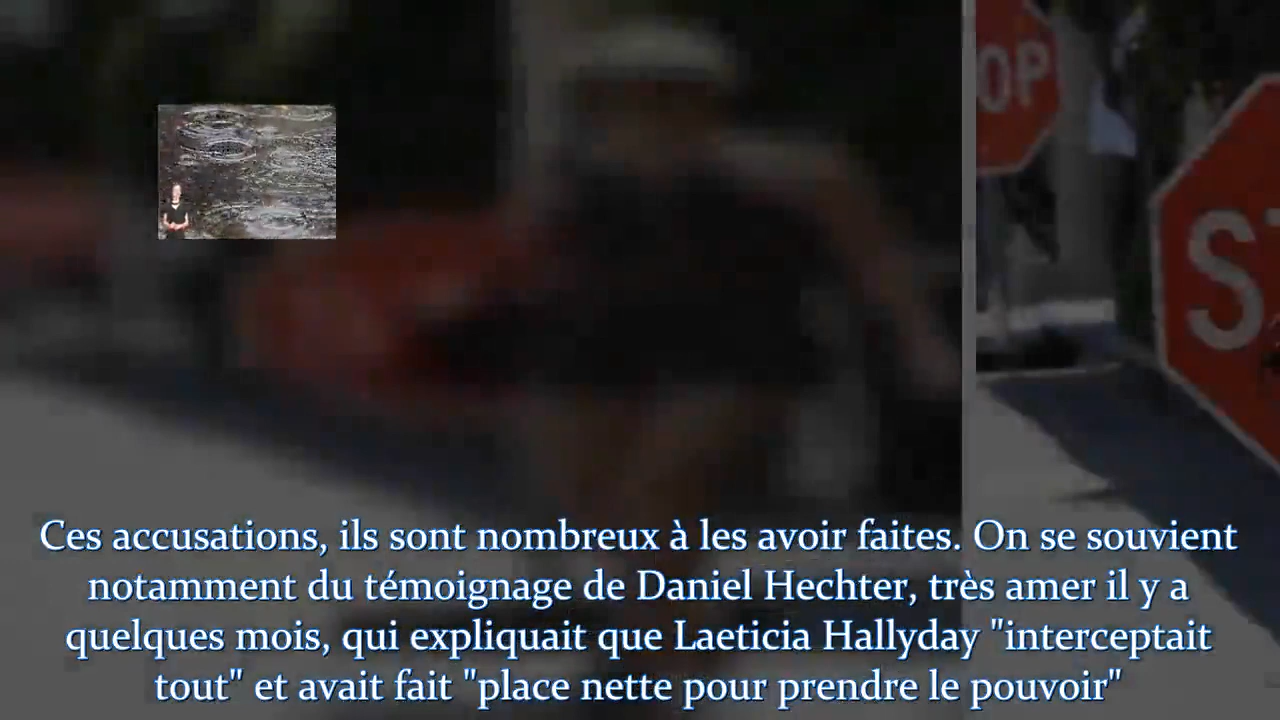 OP
S
Ces accusations, ils sont nombreux à les avoir faites. On se souvient
notamment du témoignage de Daniel Hechter, très amer il y a
quelques mois, qui expliquait que Laeticia Hallyday "interceptait
tout" et avait fait "place nette pour prendre le pouvoir"